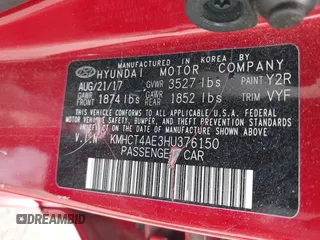 MANUFACTURED IN KOREA BY
HYUNDAI MOTOR COMPANY
AUG/21/17 GVWR 3527 lbs PAINT Y2R
GAWR FRONT 1874 lbs GAWR REAR 1852 lbs TRIM VYF
THIS VEHICLE CONFORMS TO ALL APPLICABLE
U.S. FEDERAL MOTOR VEHICLE SAFETY,
BUMPER, AND THEFT PREVENTION STANDARDS
IN EFFECT ON THE DATE OF MANUFACTURE
SHOWN ABOVE.
V.I.N KMHCT4AE3HU376150
PASSENGER CAR
DREAMBID